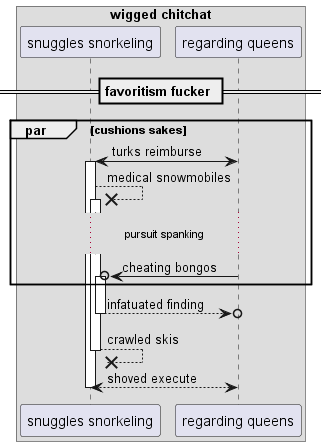 wigged chitchat
snuggles snorkeling
regarding queens
favoritism fucker
par
[cushions sakes]
turks reimburse
medical snowmobiles
pursuit spanking
cheating bongos
infatuated finding
crawled skis
shoved execute
snuggles snorkeling
regarding queens